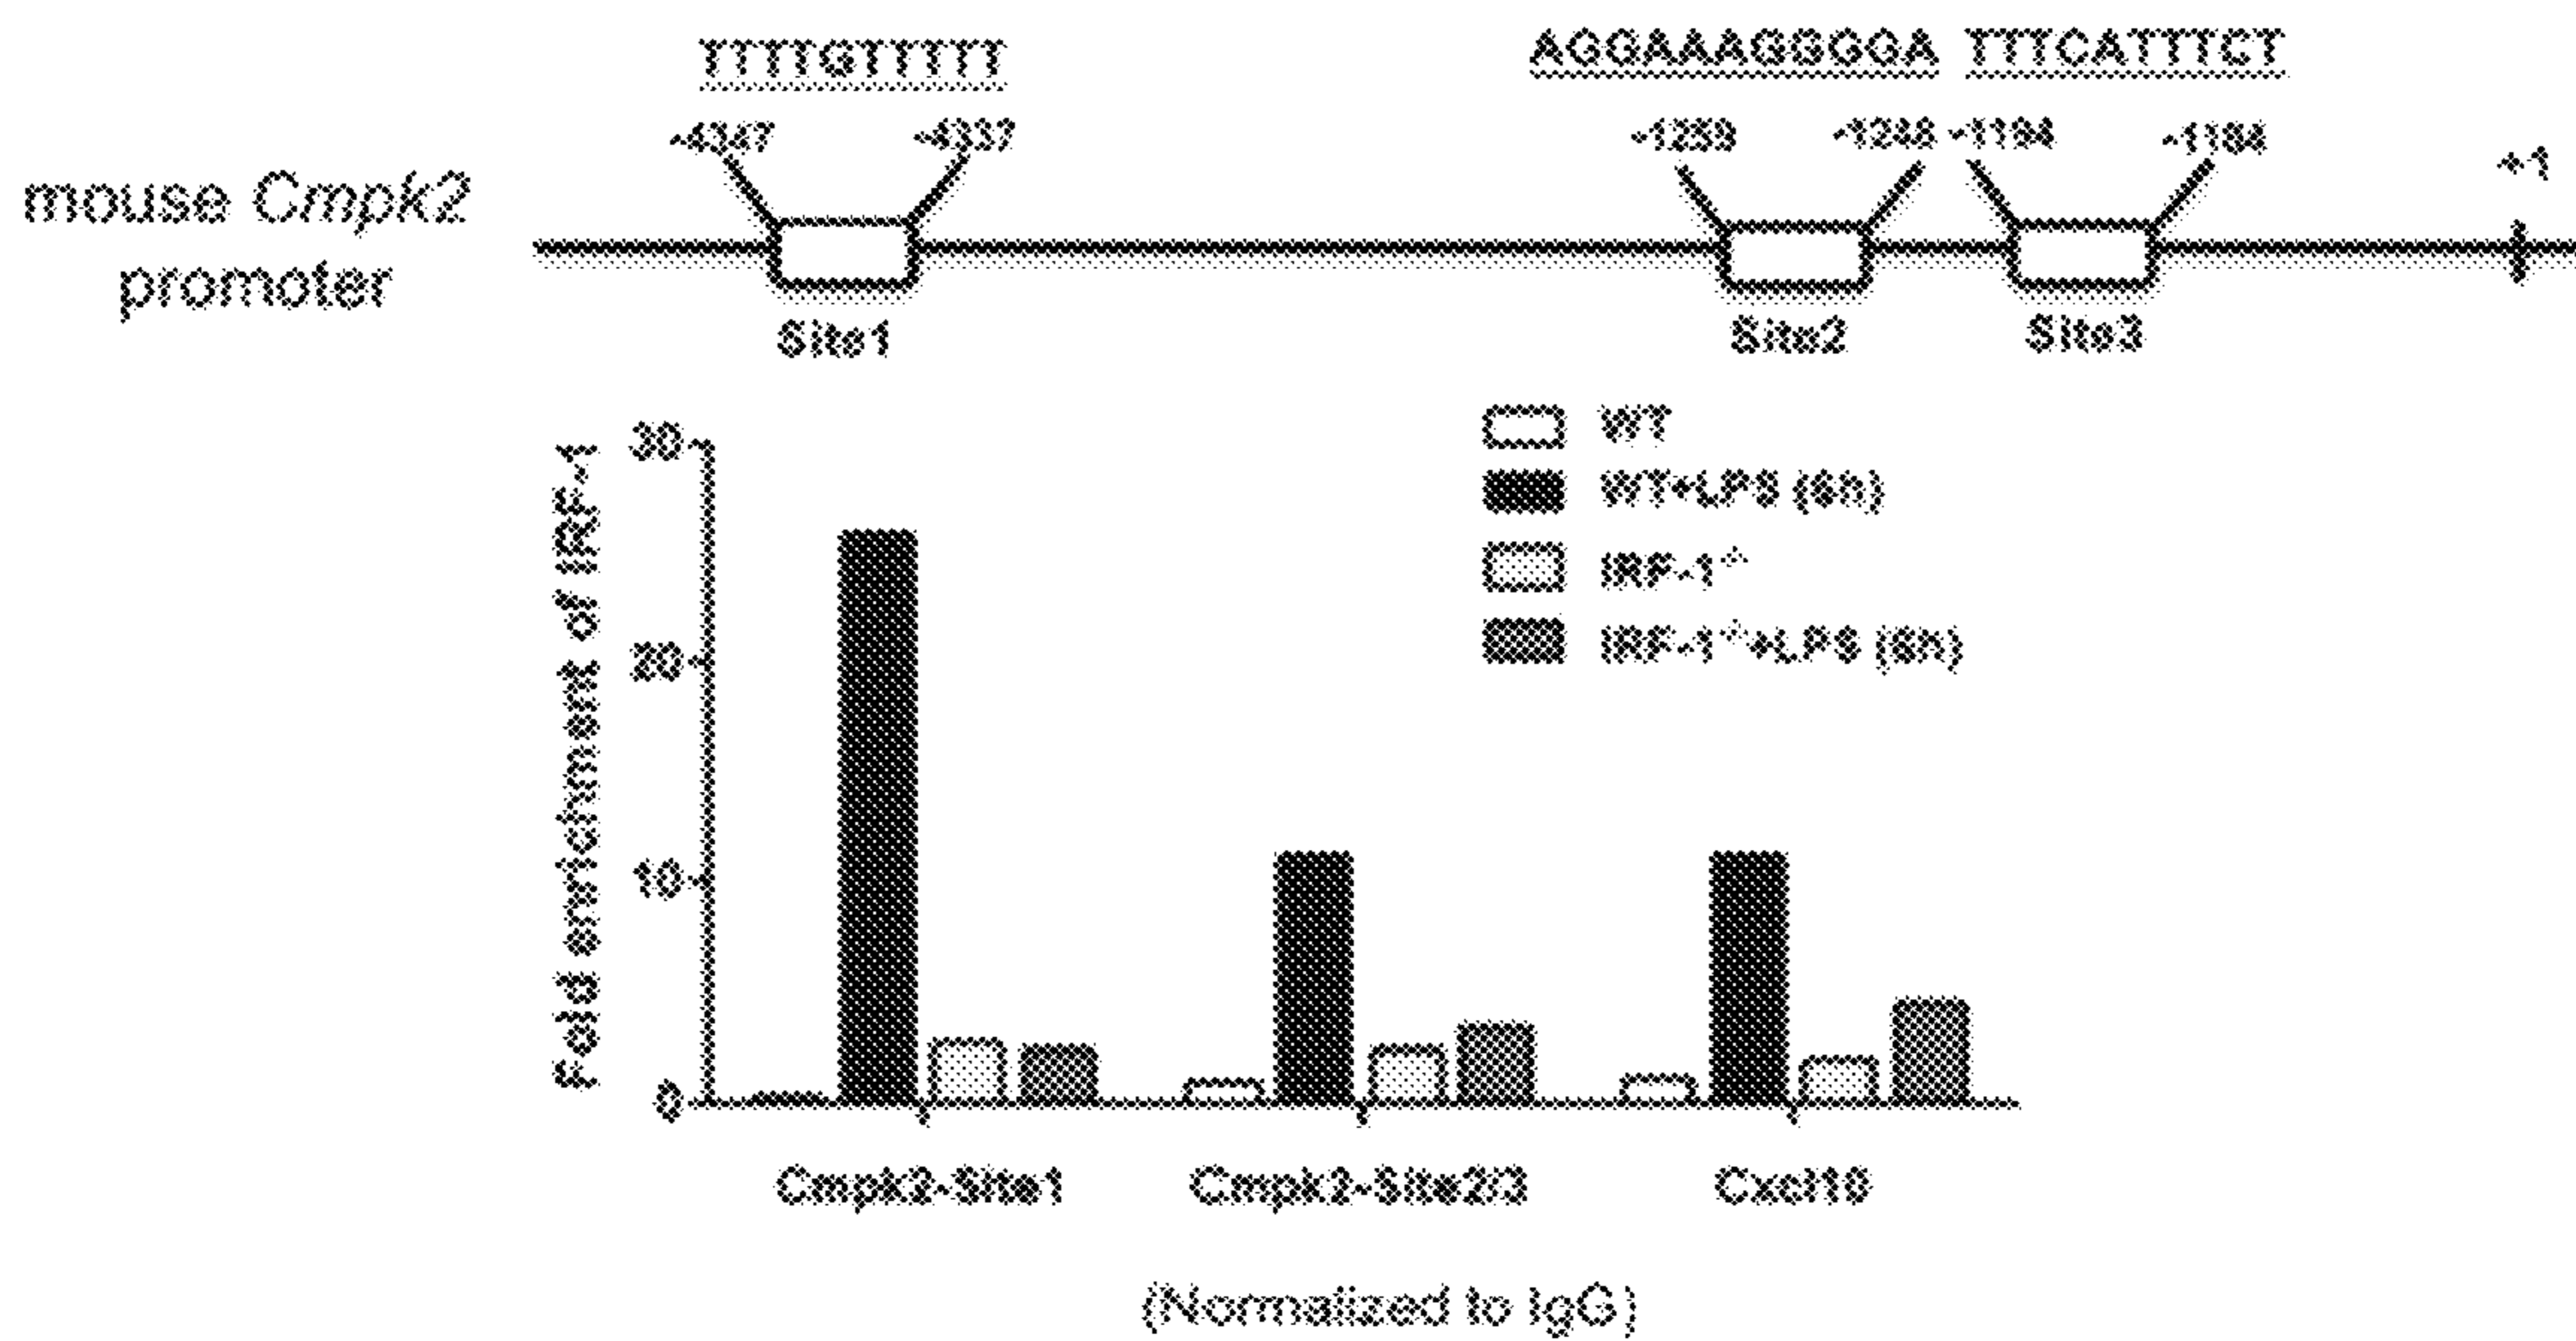 TTTTGTTTTT
AGGAAAGGGGA TTTCATTTCT
-4347 -4337 -1259 -1248 -1194 -1184
+1
mouse Cmpk2
promoter
Site1 Site2 Site3
Fold enrichment of IRF-1
30
20
10
0
WT
WT+LPS (6h)
IRF-1-/-
IRF-1-/-+LPS (6h)
Cmpk2-Site1 Cmpk2-Site2/3 Cxcl10
(Normalized to IgG)